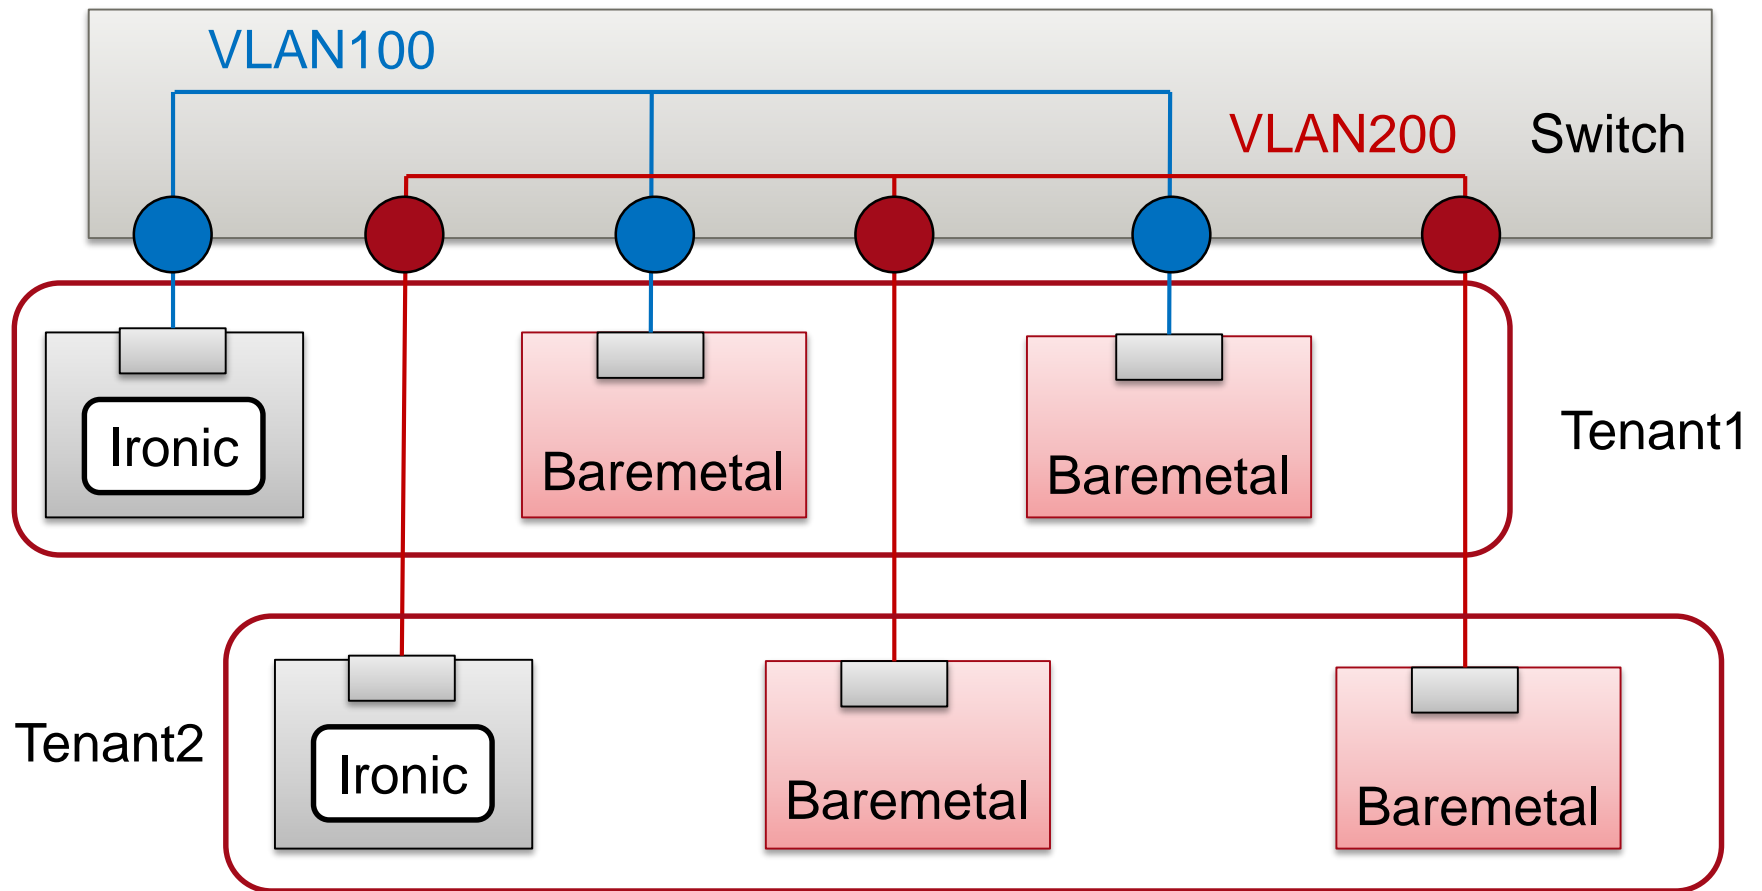 VLAN100
VLAN200
Switch
Ironic
Baremetal
Baremetal
Tenant1
Tenant2
Ironic
Baremetal
Baremetal